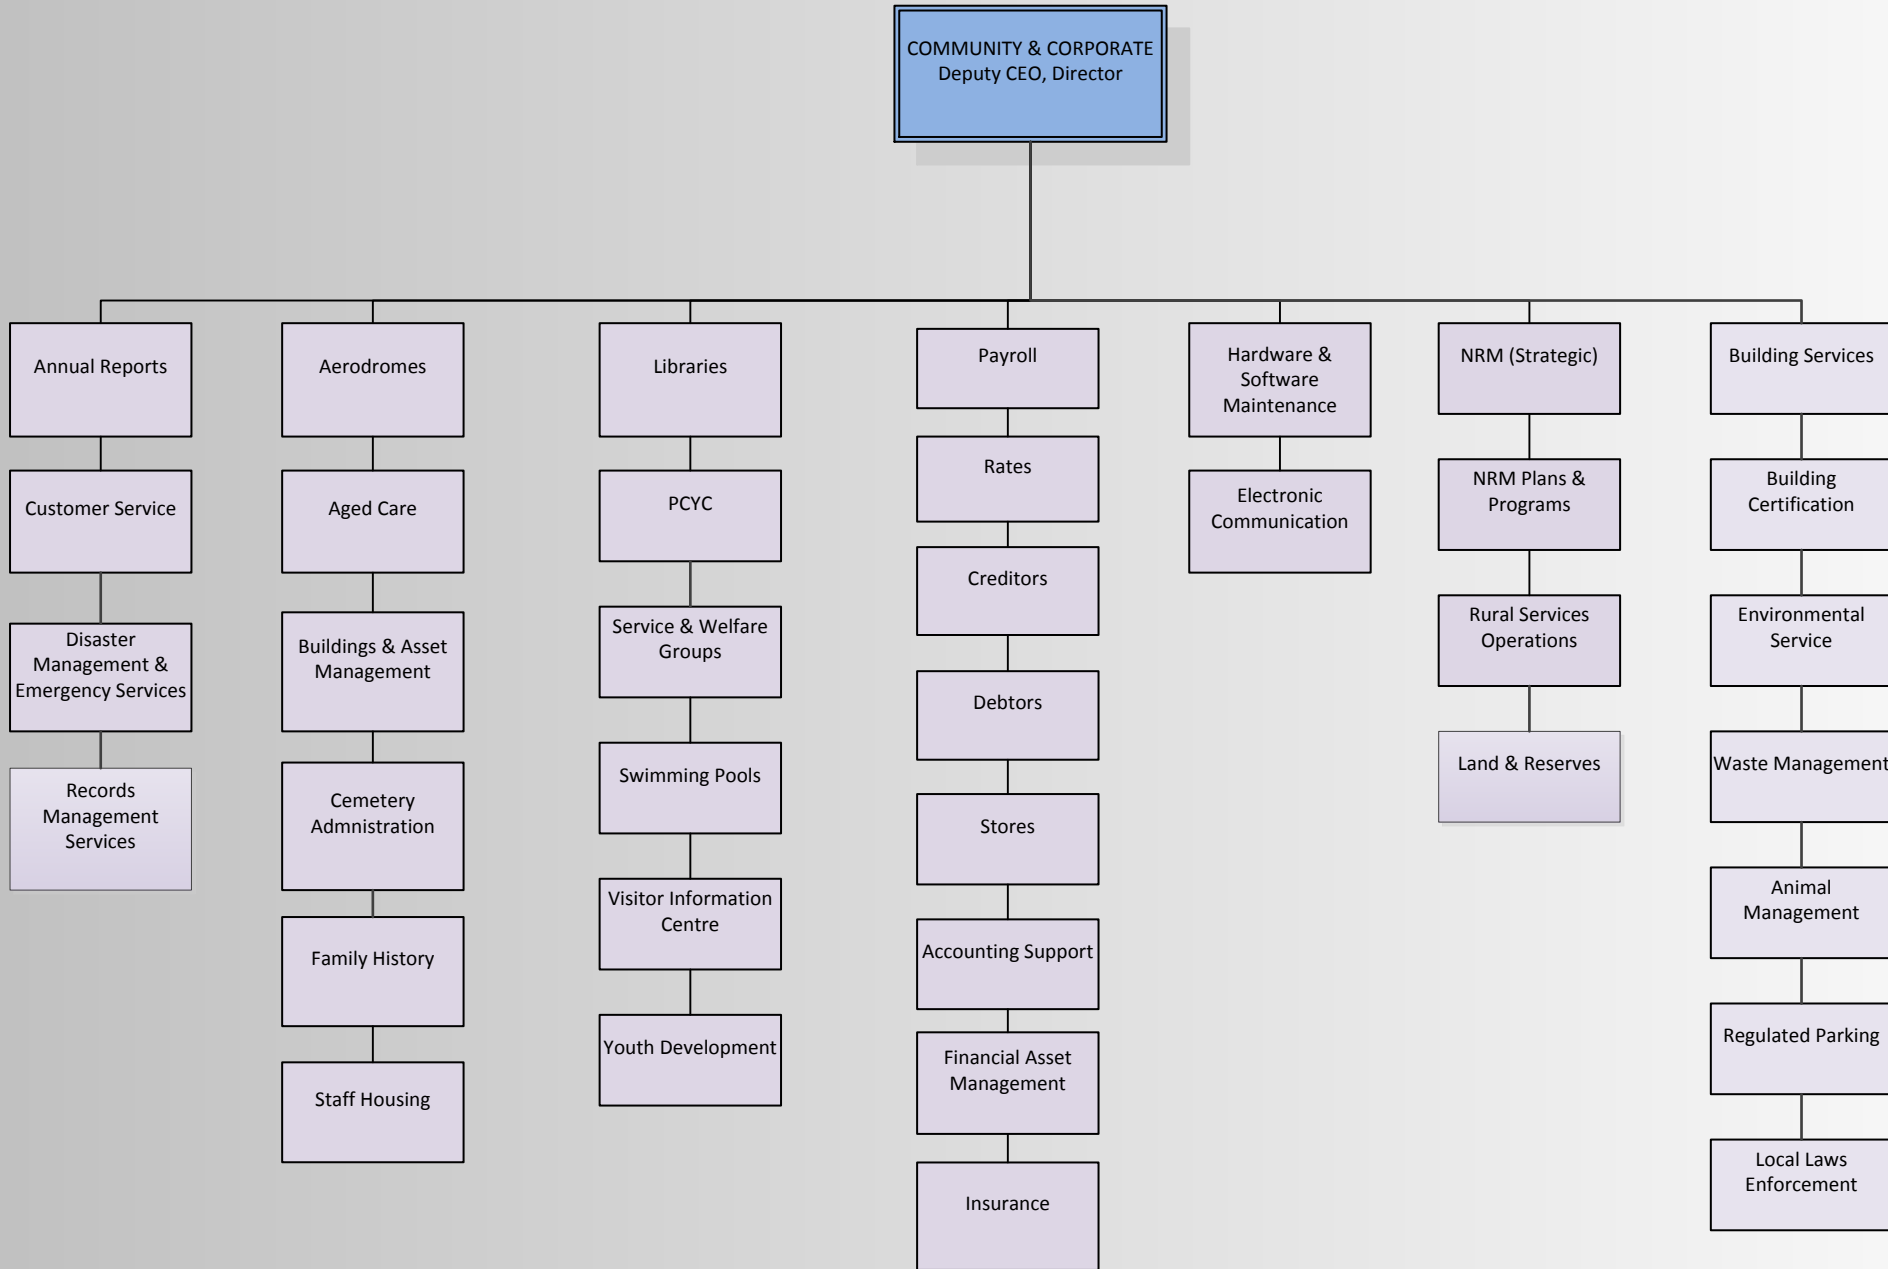 COMMUNITY & CORPORATE
Deputy CEO, Director
Annual Reports
Customer Service
Disaster
Management &
Emergency Services
Records
Management
Services
Aerodromes
Aged Care
Buildings & Asset
Management
Cemetery
Admnistration
Family History
Staff Housing
Libraries
PCYC
Service & Welfare
Groups
Swimming Pools
Visitor Information
Centre
Youth Development
Payroll
Rates
Creditors
Debtors
Stores
Accounting Support
Financial Asset
Management
Insurance
Hardware &
Software
Maintenance
Electronic
Communication
NRM (Strategic)
NRM Plans &
Programs
Rural Services
Operations
Land & Reserves
Building Services
Building
Certification
Environmental
Service
Waste Management
Animal
Management
Regulated Parking
Local Laws
Enforcement